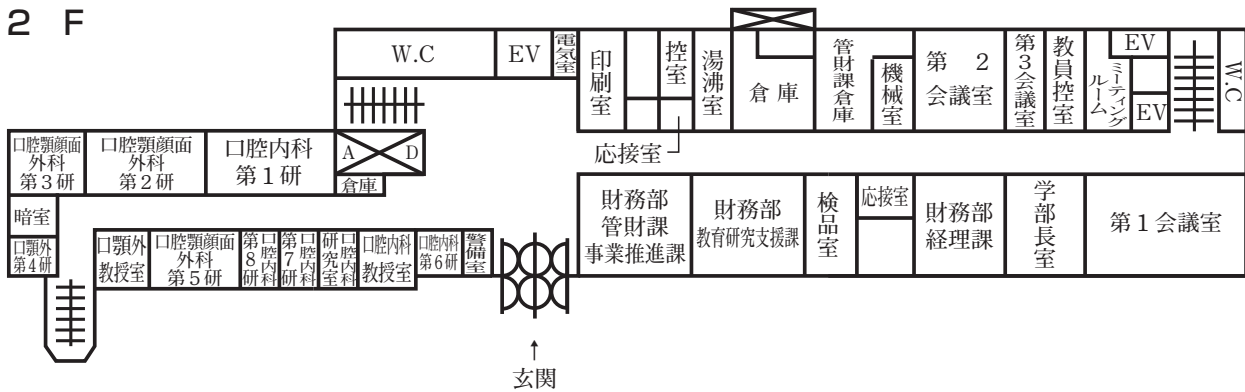 2 F
W.C
EV
電気室
印刷室
控室
湯沸室
倉庫
管財課倉庫
機械室
第2
会議室
第3会議室
教員控室
ミーティング
ルーム
EV
EV
W.C
応接室
口腔顎顔面
外科
第3研
口腔顎顔面
外科
第2研
口腔内科
第1研
A
D
倉庫
暗室
口顎外
第4研
口顎外
教授室
口腔顎顔面
外科
第5研
口腔内科
第8研
口腔内科
第7研
口腔内科
研究室
口腔内科
教授室
口腔内科
第6研
警備室
財務部
管財課
事業推進課
財務部
教育研究支援課
検品室
応接室
財務部
経理課
学部長室
第1会議室
↑
玄関